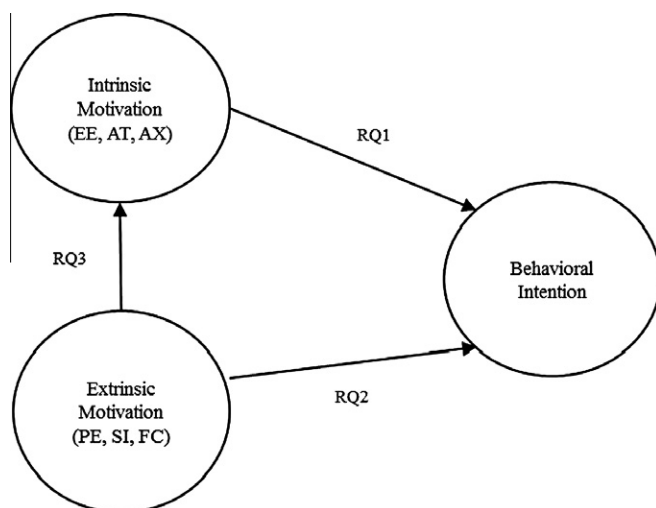 Intrinsic
Motivation
(EE, AT, AX)
RQ1
RQ3
Behavioral
Intention
Extrinsic
Motivation
(PE, SI, FC)
RQ2